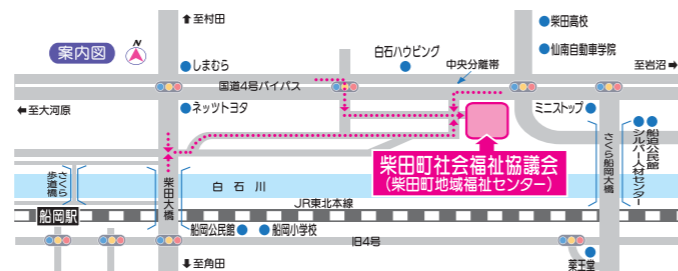 至村田
柴田高校
案内図
N
しまむら
白石ハウビング
仙南自動車学院
中央分離帯
至岩沼
国道4号バイパス
至大河原
ネッツトヨタ
ミニストップ
船迫公民館
シルバー人材センター
さくら船岡大橋
柴田町社会福祉協議会
(柴田町地域福祉センター)
さくら歩道橋
柴田大橋
白石川
JR東北本線
船岡駅
船岡公民館
船岡小学校
旧4号
至角田
薬王堂